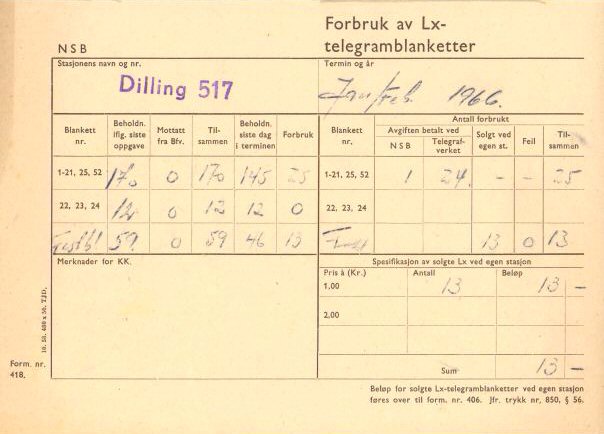 Forbruk av Lx-
telegramblanketter
NSB
Stasjonens navn og nr.
Dilling 517
Termin og år
Jan/feb. 1966.
Blankett nr.
Beholdn. iflg. siste oppgave
Mottatt fra Bfv.
Tilsammen
Beholdn. siste dag i terminen
Forbruk
1-21, 25, 52 170 0 170 145 25
22, 23, 24 12 0 12 12 0
59 0 59 46 13
Antall forbrukt
Blankett nr.
Avgiften betalt ved
NSB
Telegrafverket
Solgt ved egen st.
Feil
Tilsammen
1-21, 25, 52 1 24 - - 25
22, 23, 24
13 0 13
Merknader for KK.
Spesifikasjon av solgte Lx ved egen stasjon
Pris à (Kr.) Antall Beløp
1,00 13 13 -
2,00
Sum 13 -
Form. nr.
418.
Beløp for solgte Lx-telegramblanketter ved egen stasjon
føres over til form. nr. 406. Jfr. trykk nr. 850, § 56.